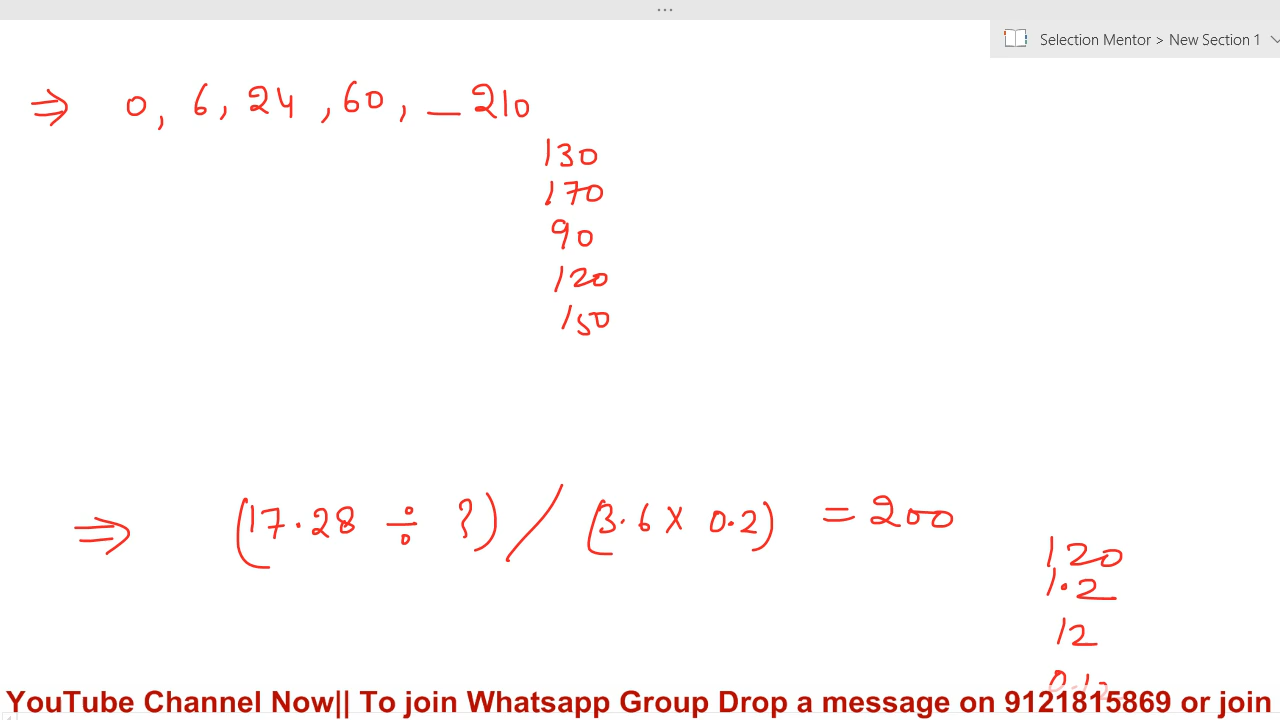 ...
Selection Mentor > New Section 1
⇒ 0, 6, 24, 60, _ 210
130
170
90
120
150
⇒ (17.28 ÷ ?) / (3.6 X 0.2) = 200
120
1.2
12
0.12
YouTube Channel Now|| To join Whatsapp Group Drop a message on 9121815869 or join